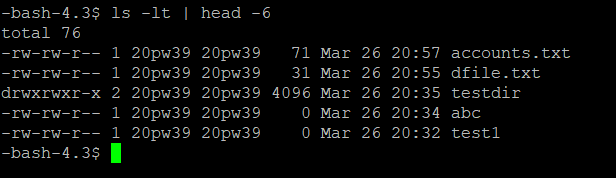 -bash-4.3$ ls -lt | head -6
total 76
-rw-rw-r-- 1 20pw39 20pw39   71 Mar 26 20:57 accounts.txt
-rw-rw-r-- 1 20pw39 20pw39   31 Mar 26 20:55 dfile.txt
drwxrwxr-x 2 20pw39 20pw39 4096 Mar 26 20:35 testdir
-rw-rw-r-- 1 20pw39 20pw39    0 Mar 26 20:34 abc
-rw-rw-r-- 1 20pw39 20pw39    0 Mar 26 20:32 test1
-bash-4.3$